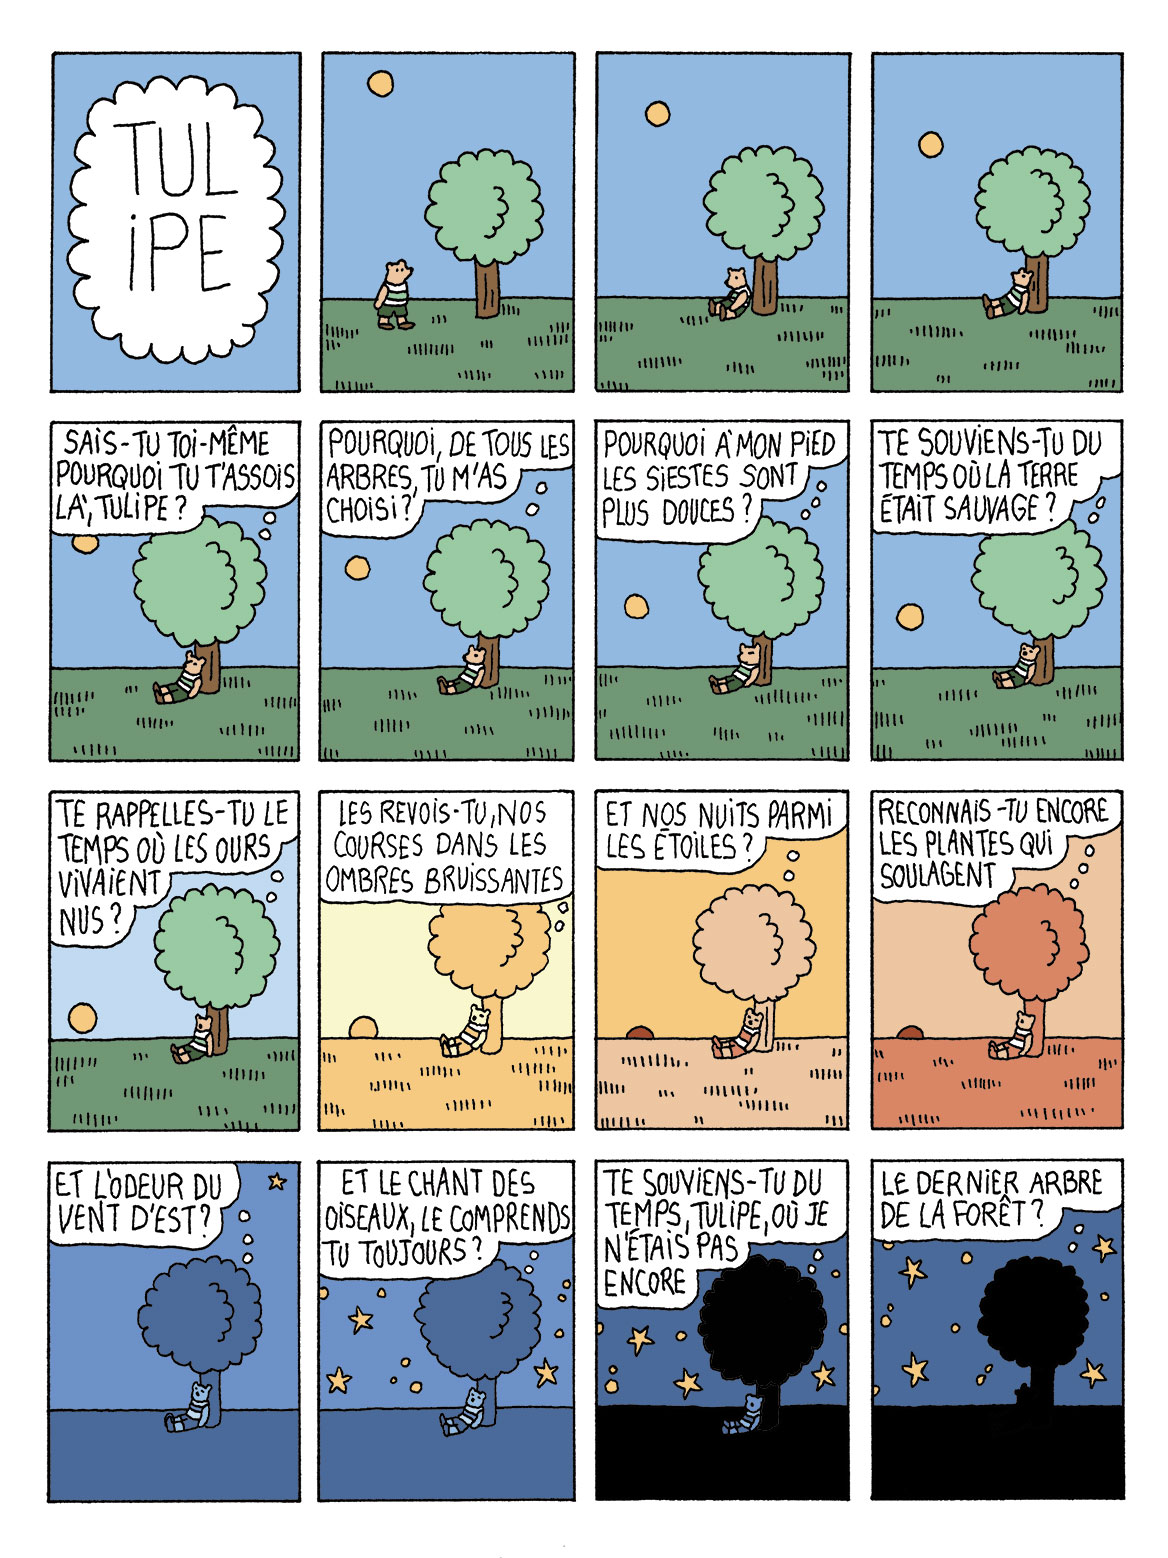 TUL
iPE
SAiS-TU TOi-MÊME
POURQUOi TU T'ASSOiS
LÀ, TULiPE ?
POURQUOi, DE TOUS LES
ARBRES, TU M'AS
CHOiSi ?
POURQUOI À MON PiED
LES SiESTES SONT
PLUS DOUCES ?
TE SOUViENS-TU DU
TEMPS OÙ LA TERRE
ÉTAiT SAUVAGE ?
TE RAPPELLES-TU LE
TEMPS OÙ LES OURS
ViVAiENT
NUS ?
LES REVOiS-TU, NOS
COURSES DANS LES
OMBRES BRUiSSANTES
ET NOS NUiTS PARMi
LES ÉTOiLES ?
RECONNAiS-TU ENCORE
LES PLANTES QUi
SOULAGENT
ET L'ODEUR DU
VENT D'EST ?
ET LE CHANT DES
OiSEAUX, LE COMPRENDS
TU TOUJOURS ?
TE SOUViENS-TU DU
TEMPS, TULiPE, OÙ JE
N'ÉTAiS PAS
ENCORE
LE DERNiER ARBRE
DE LA FORÊT ?